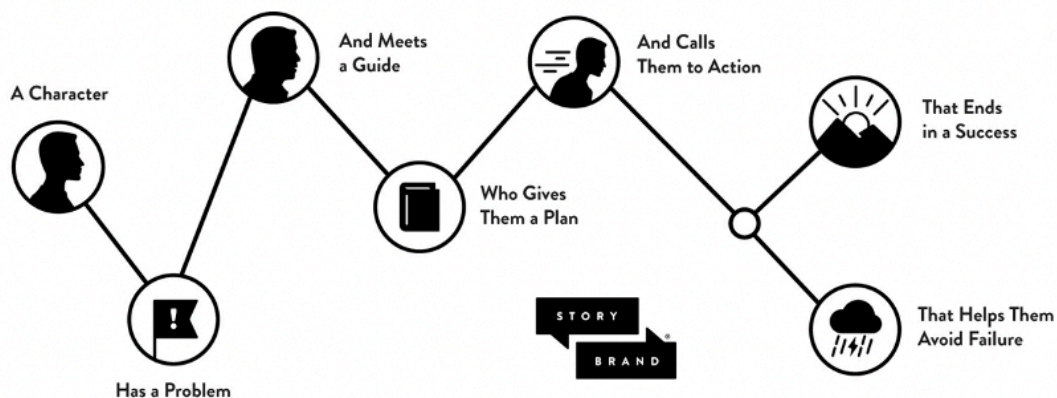 A Character
Has a Problem
And Meets
a Guide
Who Gives
Them a Plan
And Calls
Them to Action
That Ends
in a Success
That Helps Them
Avoid Failure
!
STORY
BRAND
®